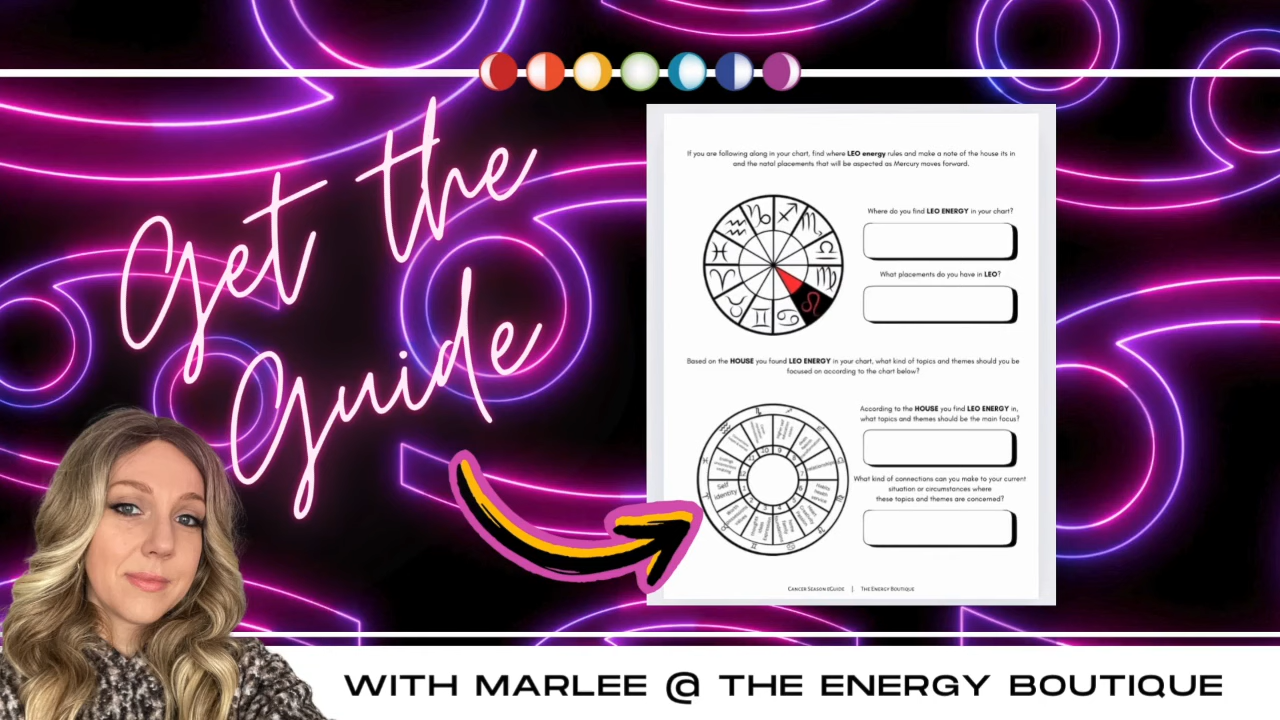 Get the
Guide
If you are following along in your chart, find where LEO energy rules and make a note of the house its in
and the natal placements that will be aspected as Mercury moves forward.
Where do you find LEO ENERGY in your chart?
What placements do you have in LEO?
Based on the HOUSE you found LEO ENERGY in your chart, what kind of topics and themes should you be
focused on according to the chart below?
According to the HOUSE you find LEO ENERGY in,
what topics and themes should be the main focus?
Self
Identity
Habits
health
service
What kind of connections can you make to your current
situation or circumstances where
these topics and themes are concerned?
Cancer Season eGuide | The Energy Boutique
WITH MARLEE @ THE ENERGY BOUTIQUE